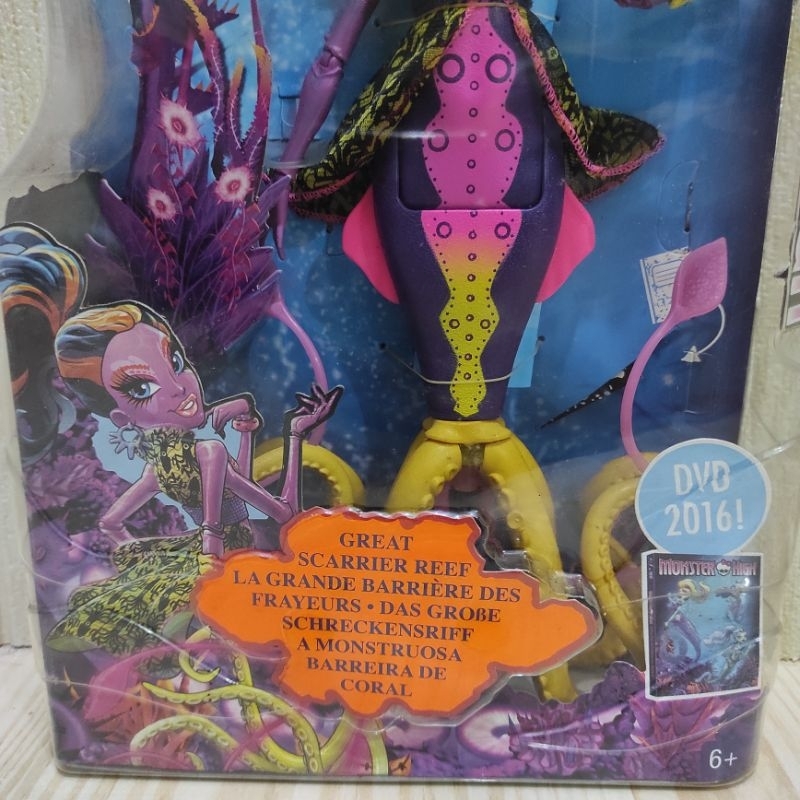 DVD
2016!
MONSTER HIGH
GREAT
SCARRIER REEF
LA GRANDE BARRIÈRE DES
FRAYEURS • DAS GROßE
SCHRECKENSRIFF
A MONSTRUOSA
BARREIRA DE
CORAL
6+